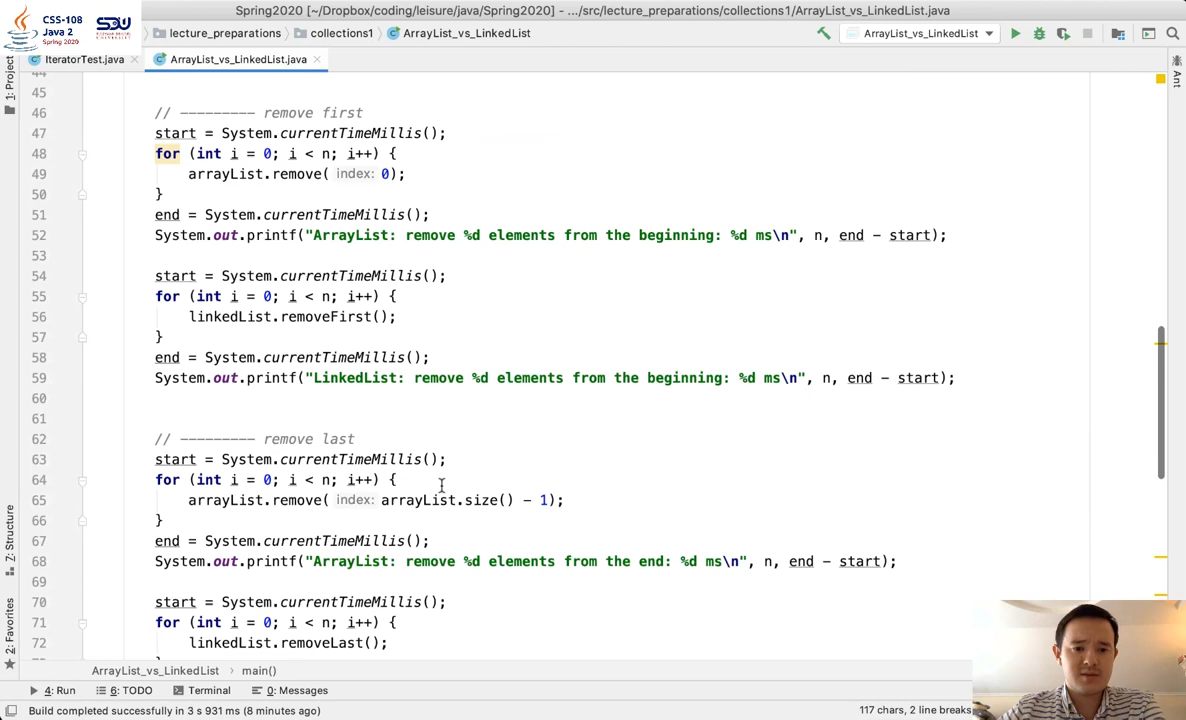 Spring2020 [~/Dropbox/coding/leisure/java/Spring2020] - .../src/lecture_preparations/collections1/ArrayList_vs_LinkedList.java
CSS-108
Java 2
Spring 2020
SDU
lecture_preparations
collections1
ArrayList_vs_LinkedList
ArrayList_vs_LinkedList
IteratorTest.java
ArrayList_vs_LinkedList.java
1: Project
Ant
44
45
46 // --------- remove first
47 start = System.currentTimeMillis();
48 for (int i = 0; i < n; i++) {
49 arrayList.remove( index: 0);
50 }
51 end = System.currentTimeMillis();
52 System.out.printf("ArrayList: remove %d elements from the beginning: %d ms\n", n, end - start);
53
54 start = System.currentTimeMillis();
55 for (int i = 0; i < n; i++) {
56 linkedList.removeFirst();
57 }
58 end = System.currentTimeMillis();
59 System.out.printf("LinkedList: remove %d elements from the beginning: %d ms\n", n, end - start);
60
61
62 // --------- remove last
63 start = System.currentTimeMillis();
64 for (int i = 0; i < n; i++) {
65 arrayList.remove( index: arrayList.size() - 1);
66 }
67 end = System.currentTimeMillis();
68 System.out.printf("ArrayList: remove %d elements from the end: %d ms\n", n, end - start);
69
70 start = System.currentTimeMillis();
71 for (int i = 0; i < n; i++) {
72 linkedList.removeLast();
7: Structure
2: Favorites
ArrayList_vs_LinkedList › main()
4: Run
6: TODO
Terminal
0: Messages
Build completed successfully in 3 s 931 ms (8 minutes ago)
117 chars, 2 line breaks